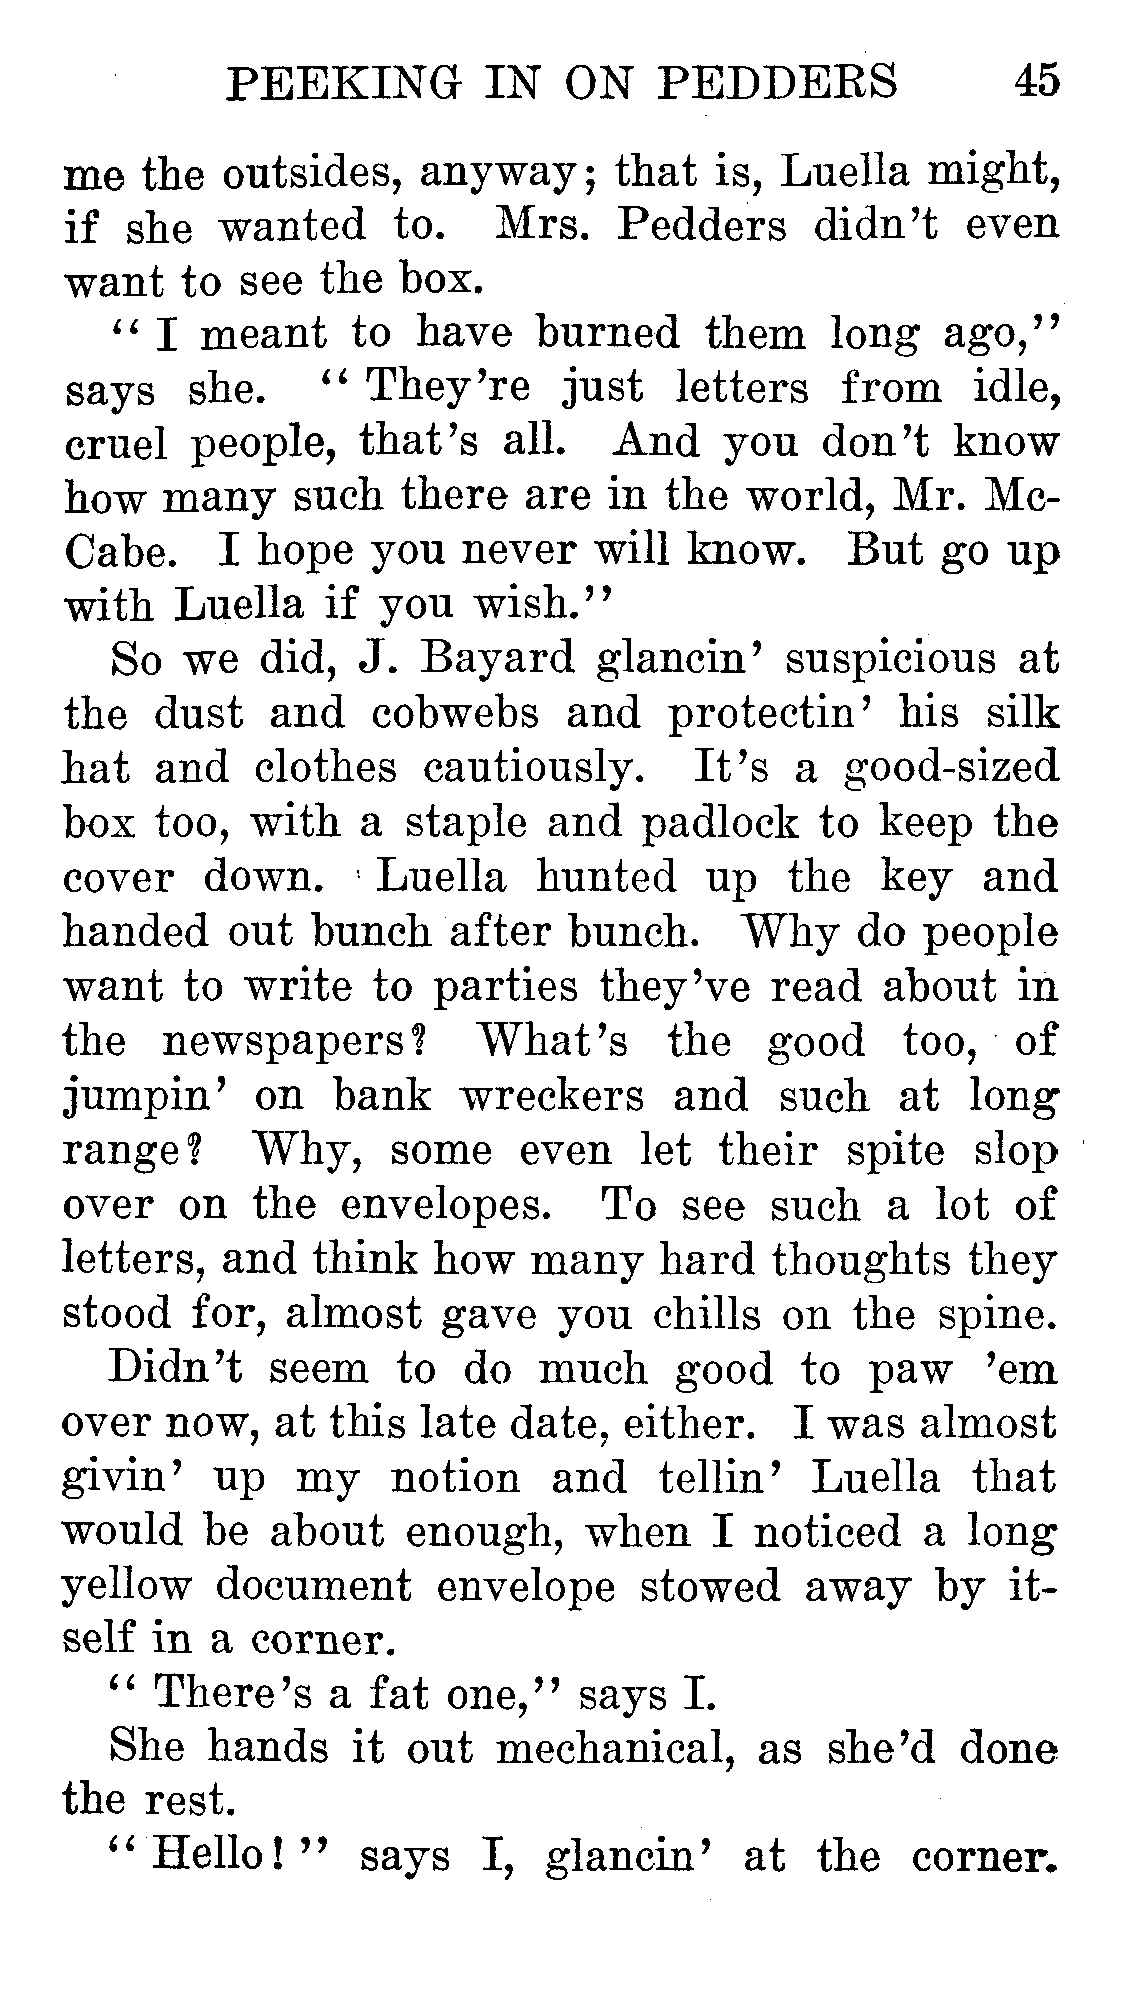 PEEKING IN ON PEDDERS 45
me the outsides, anyway; that is, Luella might,
if she wanted to. Mrs. Pedders didn't even
want to see the box.
"I meant to have burned them long ago,"
says she. "They're just letters from idle,
cruel people, that's all. And you don't know
how many such there are in the world, Mr. Mc-
Cabe. I hope you never will know. But go up
with Luella if you wish."
So we did, J. Bayard glancin' suspicious at
the dust and cobwebs and protectin' his silk
hat and clothes cautiously. It's a good-sized
box too, with a staple and padlock to keep the
cover down. Luella hunted up the key and
handed out bunch after bunch. Why do people
want to write to parties they've read about in
the newspapers? What's the good too, of
jumpin' on bank wreckers and such at long
range? Why, some even let their spite slop
over on the envelopes. To see such a lot of
letters, and think how many hard thoughts they
stood for, almost gave you chills on the spine.
Didn't seem to do much good to paw 'em
over now, at this late date, either. I was almost
givin' up my notion and tellin' Luella that
would be about enough, when I noticed a long
yellow document envelope stowed away by it-
self in a corner.
"There's a fat one," says I.
She hands it out mechanical, as she'd done
the rest.
"Hello!" says I, glancin' at the corner.